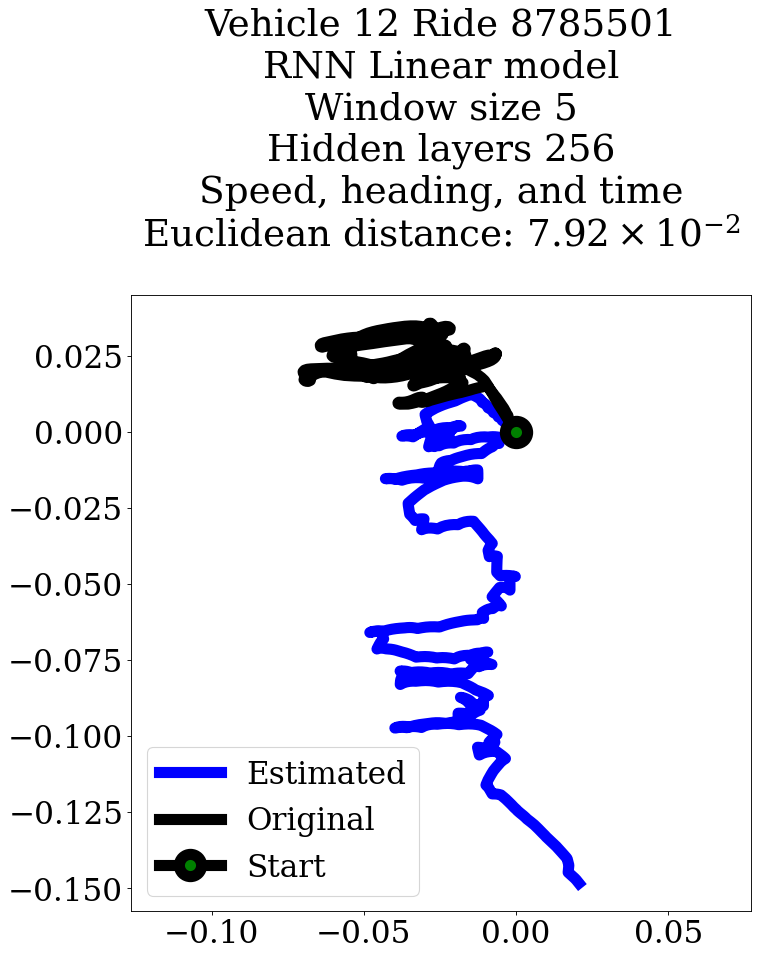 Vehicle 12 Ride 8785501
RNN Linear model
Window size 5
Hidden layers 256
Speed, heading, and time
Euclidean distance: 7.92 × 10⁻²
0.025
0.000
−0.025
−0.050
−0.075
−0.100
−0.125
−0.150
Estimated
Original
Start
−0.10
−0.05
0.00
0.05